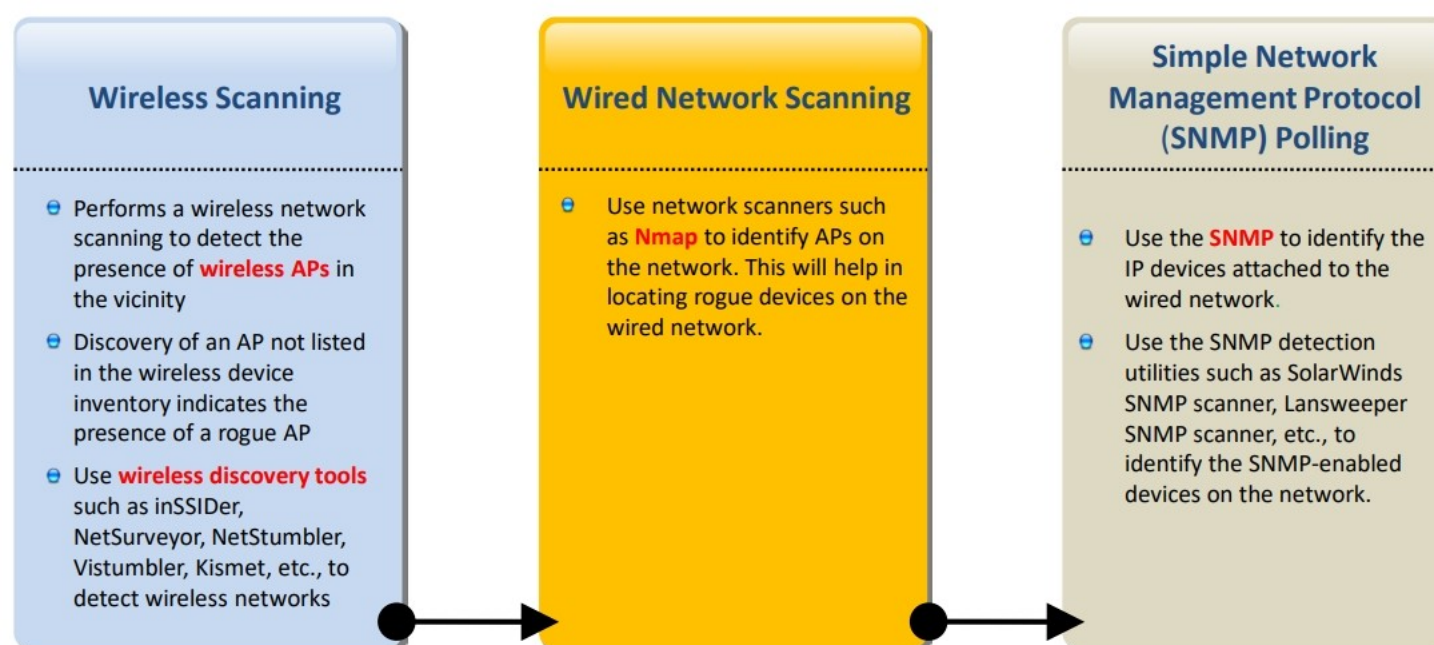 Wireless Scanning
Performs a wireless network
scanning to detect the
presence of wireless APs in
the vicinity
Discovery of an AP not listed
in the wireless device
inventory indicates the
presence of a rogue AP
Use wireless discovery tools
such as inSSIDer,
NetSurveyor, NetStumbler,
Vistumbler, Kismet, etc., to
detect wireless networks
Wired Network Scanning
Use network scanners such
as Nmap to identify APs on
the network. This will help in
locating rogue devices on the
wired network.
Simple Network
Management Protocol
(SNMP) Polling
Use the SNMP to identify the
IP devices attached to the
wired network.
Use the SNMP detection
utilities such as SolarWinds
SNMP scanner, Lansweeper
SNMP scanner, etc., to
identify the SNMP-enabled
devices on the network.